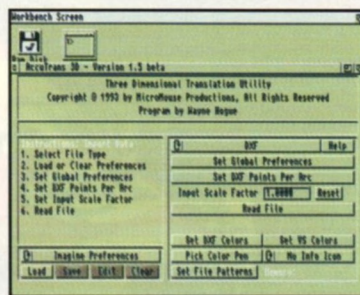 Workbench Screen
Ram Disk
AccuTrans 3D - Version 1.5 beta
Three Dimensional Translation Utility
Copyright © 1993 by MicroMouse Productions, All Rights Reserved
Program by Wayne Hogue
Instructions: Import Data
1. Select File Type
2. Load or Clear Preferences
3. Set Global Preferences
4. Set DXF Points Per Arc
5. Set Input Scale Factor
6. Read File
Imagine Preferences
Load Save Edit Clear
DXF Help
Set Global Preferences
Set DXF Points Per Arc
Input Scale Factor 1.0000 Reset
Read File
Set DXF Colors Set VS Colors
Pick Color Pen No Info Icon
Set File Patterns